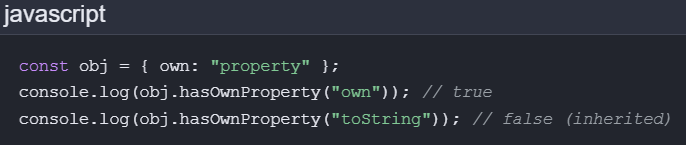 javascript
const obj = { own: "property" };
console.log(obj.hasOwnProperty("own")); // true
console.log(obj.hasOwnProperty("toString")); // false (inherited)